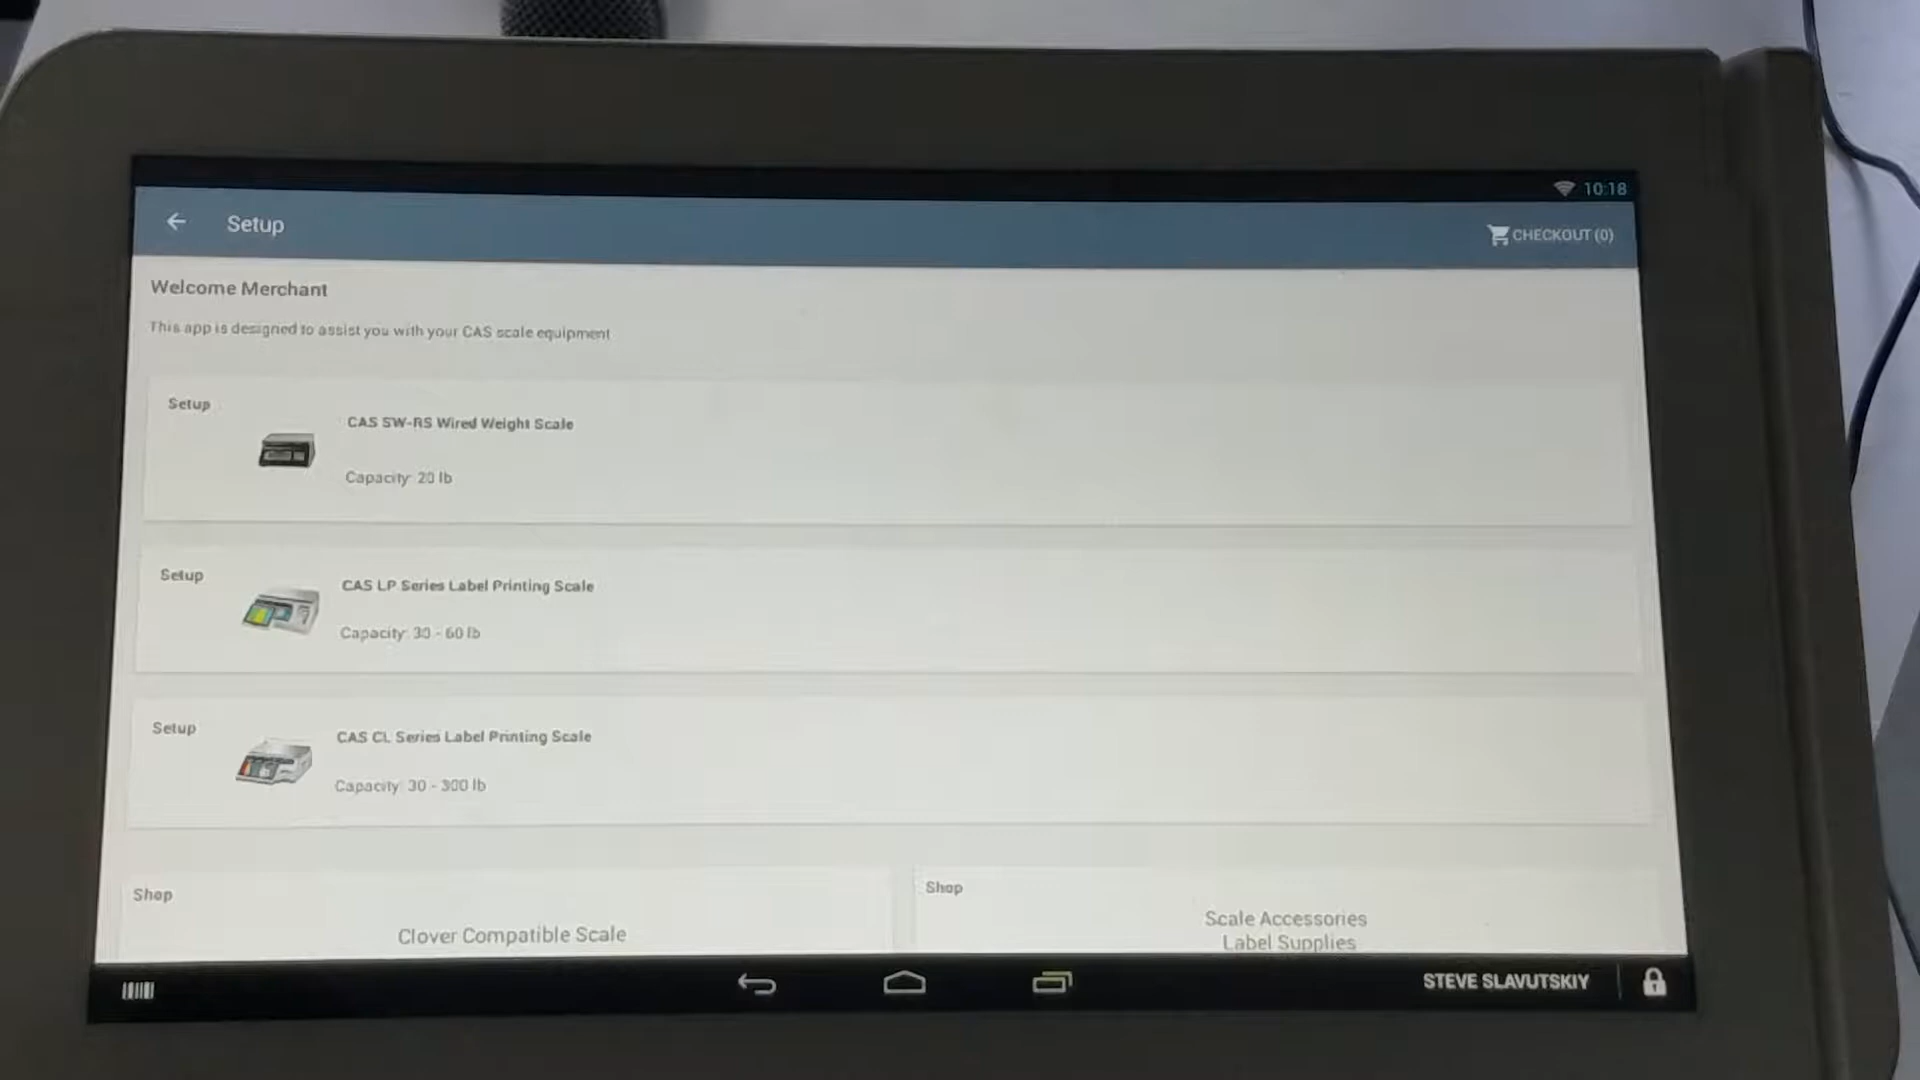 10:18
Setup
CHECKOUT (0)
Welcome Merchant
This app is designed to assist you with your CAS scale equipment
Setup
CAS SW-RS Wired Weight Scale
Capacity: 20 lb
Setup
CAS LP Series Label Printing Scale
Capacity: 30 - 60 lb
Setup
CAS CL Series Label Printing Scale
Capacity: 30 - 300 lb
Shop
Clover Compatible Scale
Shop
Scale Accessories
Label Supplies
STEVE SLAVUTSKIY